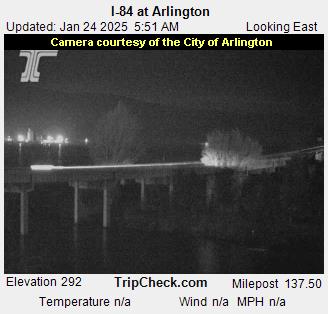 I-84 at Arlington
Updated: Jan 24 2025 5:51 AM Looking East
Camera courtesy of the City of Arlington
Elevation 292 TripCheck.com Milepost 137.50
Temperature n/a Wind n/a MPH n/a